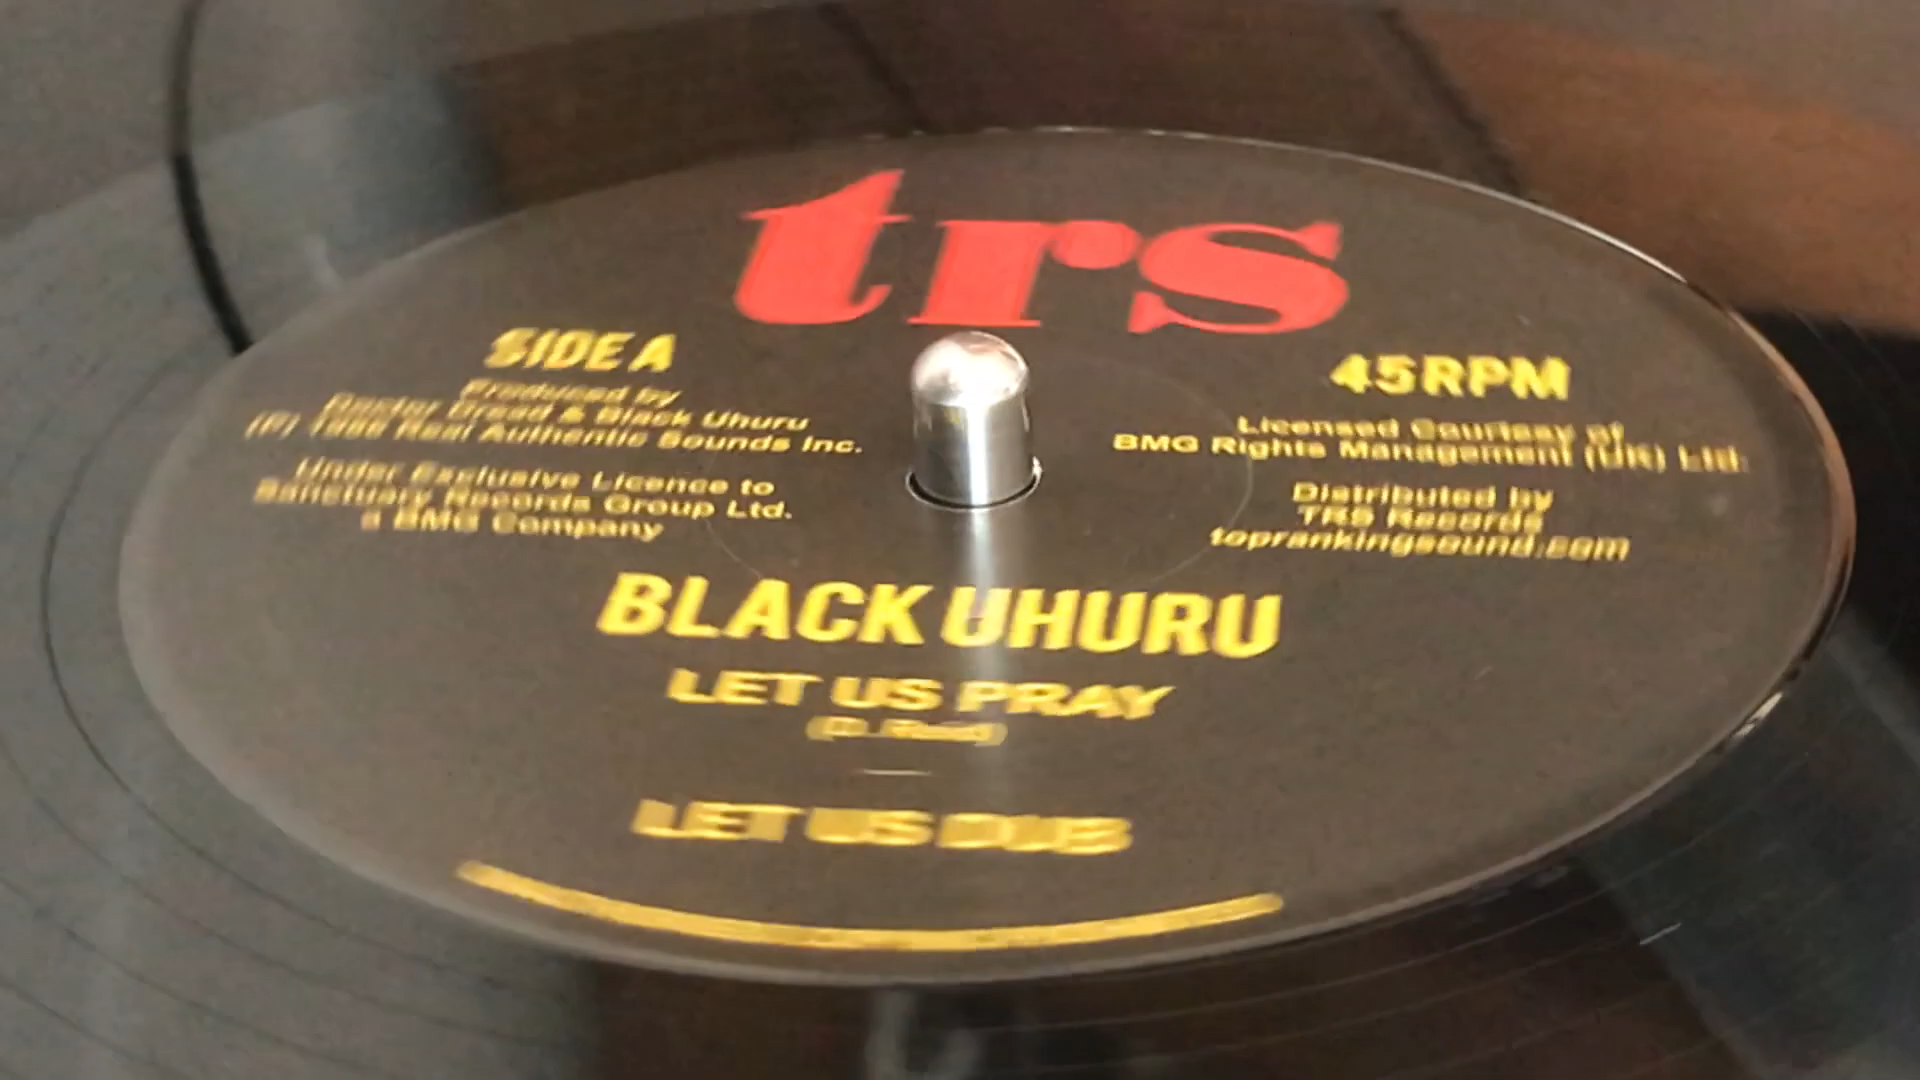 trs
SIDE A
Produced by
Doctor Dread & Black Uhuru
(P) 1986 Real Authentic Sounds Inc.
Under Exclusive Licence to
Sanctuary Records Group Ltd.
a BMG Company
45RPM
Licensed Courtesy of
BMG Rights Management (UK) Ltd.
Distributed by
TRS Records
toprankingsound.com
BLACK UHURU
LET US PRAY
(D. Reid)
LET US DUB